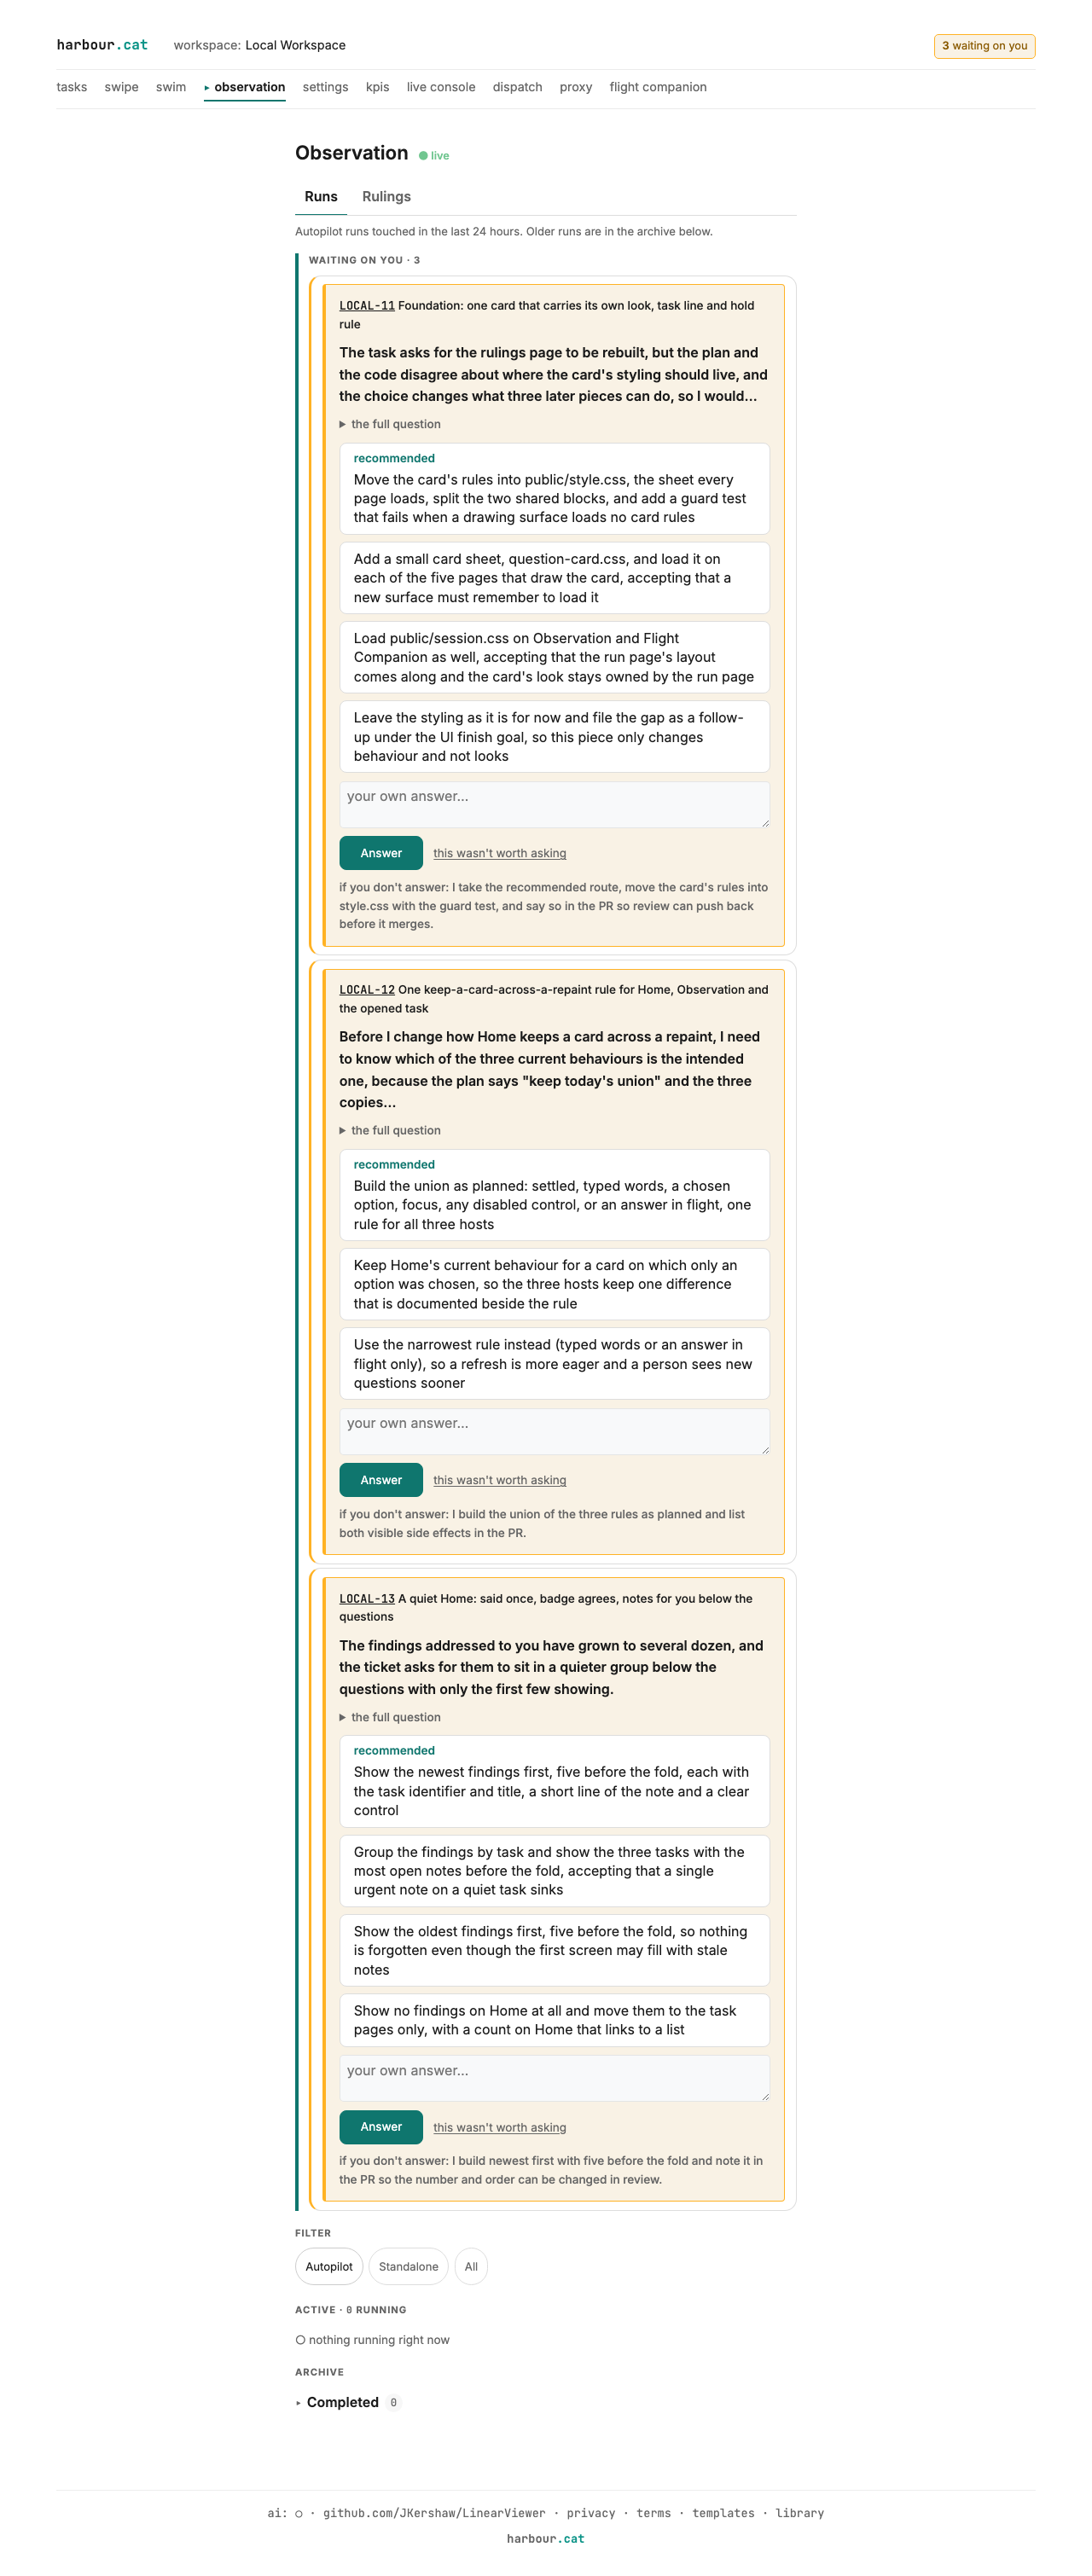 harbour.cat
workspace: Local Workspace
3 waiting on you
tasks swipe swim ▸ observation settings kpis live console dispatch proxy flight companion
Observation
live
Runs Rulings
Autopilot runs touched in the last 24 hours. Older runs are in the archive below.
WAITING ON YOU · 3
LOCAL-11 Foundation: one card that carries its own look, task line and hold
rule
The task asks for the rulings page to be rebuilt, but the plan and
the code disagree about where the card's styling should live, and
the choice changes what three later pieces can do, so I would…
▶ the full question
recommended
Move the card's rules into public/style.css, the sheet every
page loads, split the two shared blocks, and add a guard test
that fails when a drawing surface loads no card rules
Add a small card sheet, question-card.css, and load it on
each of the five pages that draw the card, accepting that a
new surface must remember to load it
Load public/session.css on Observation and Flight
Companion as well, accepting that the run page's layout
comes along and the card's look stays owned by the run page
Leave the styling as it is for now and file the gap as a follow-
up under the UI finish goal, so this piece only changes
behaviour and not looks
your own answer…
Answer this wasn't worth asking
if you don't answer: I take the recommended route, move the card's rules into
style.css with the guard test, and say so in the PR so review can push back
before it merges.
LOCAL-12 One keep-a-card-across-a-repaint rule for Home, Observation and
the opened task
Before I change how Home keeps a card across a repaint, I need
to know which of the three current behaviours is the intended
one, because the plan says "keep today's union" and the three
copies…
▶ the full question
recommended
Build the union as planned: settled, typed words, a chosen
option, focus, any disabled control, or an answer in flight, one
rule for all three hosts
Keep Home's current behaviour for a card on which only an
option was chosen, so the three hosts keep one difference
that is documented beside the rule
Use the narrowest rule instead (typed words or an answer in
flight only), so a refresh is more eager and a person sees new
questions sooner
your own answer…
Answer this wasn't worth asking
if you don't answer: I build the union of the three rules as planned and list
both visible side effects in the PR.
LOCAL-13 A quiet Home: said once, badge agrees, notes for you below the
questions
The findings addressed to you have grown to several dozen, and
the ticket asks for them to sit in a quieter group below the
questions with only the first few showing.
▶ the full question
recommended
Show the newest findings first, five before the fold, each with
the task identifier and title, a short line of the note and a clear
control
Group the findings by task and show the three tasks with the
most open notes before the fold, accepting that a single
urgent note on a quiet task sinks
Show the oldest findings first, five before the fold, so nothing
is forgotten even though the first screen may fill with stale
notes
Show no findings on Home at all and move them to the task
pages only, with a count on Home that links to a list
your own answer…
Answer this wasn't worth asking
if you don't answer: I build newest first with five before the fold and note it in
the PR so the number and order can be changed in review.
FILTER
Autopilot Standalone All
ACTIVE · 0 RUNNING
○ nothing running right now
ARCHIVE
▸ Completed 0
ai: ○ · github.com/JKershaw/LinearViewer · privacy · terms · templates · library
harbour.cat